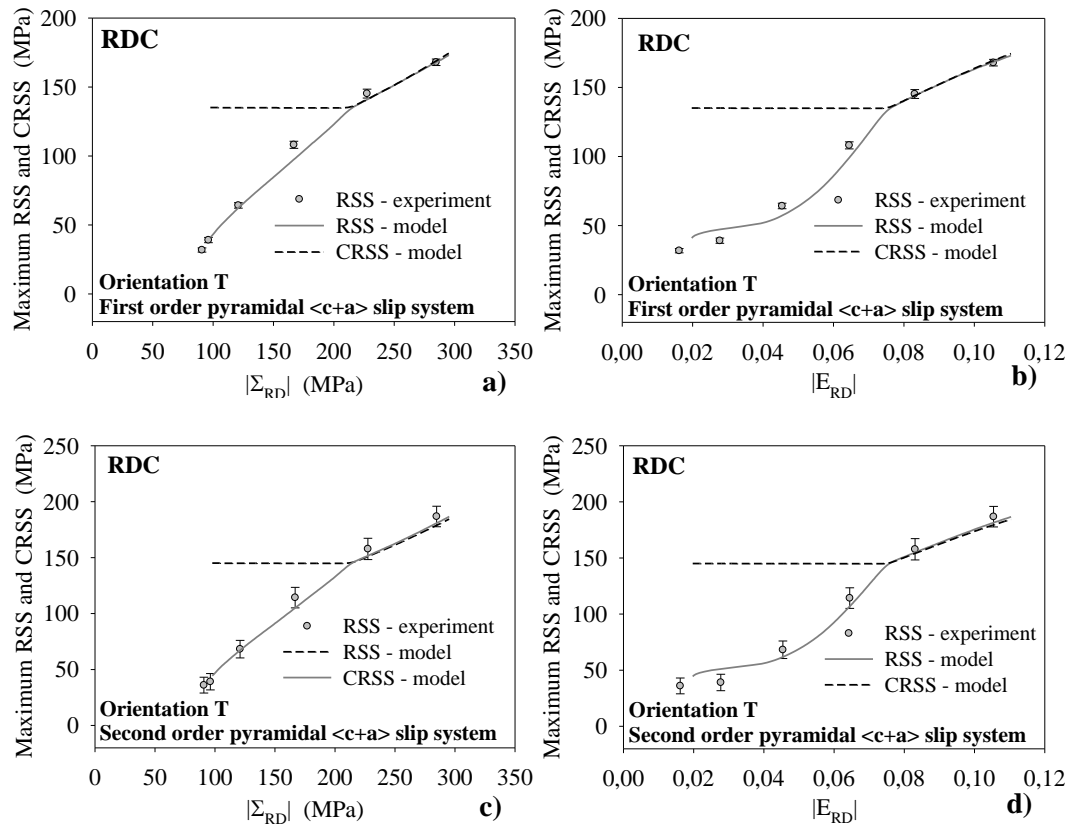 Maximum RSS and CRSS (MPa)
200
150
100
50
0
RDC
RSS - experiment
RSS - model
CRSS - model
Orientation T
First order pyramidal <c+a> slip system
0 50 100 150 200 250 300 350
|Σ_RD| (MPa)
a)
Maximum RSS and CRSS (MPa)
200
150
100
50
0
RDC
RSS - experiment
RSS - model
CRSS - model
Orientation T
First order pyramidal <c+a> slip system
0,00 0,02 0,04 0,06 0,08 0,10 0,12
|E_RD|
b)
Maximum RSS and CRSS (MPa)
250
200
150
100
50
0
RDC
RSS - experiment
RSS - model
CRSS - model
Orientation T
Second order pyramidal <c+a> slip system
0 50 100 150 200 250 300 350
|Σ_RD| (MPa)
c)
Maximum RSS and CRSS (MPa)
250
200
150
100
50
0
RDC
RSS - experiment
RSS - model
CRSS - model
Orientation T
Second order pyramidal <c+a> slip system
0,00 0,02 0,04 0,06 0,08 0,10 0,12
|E_RD|
d)